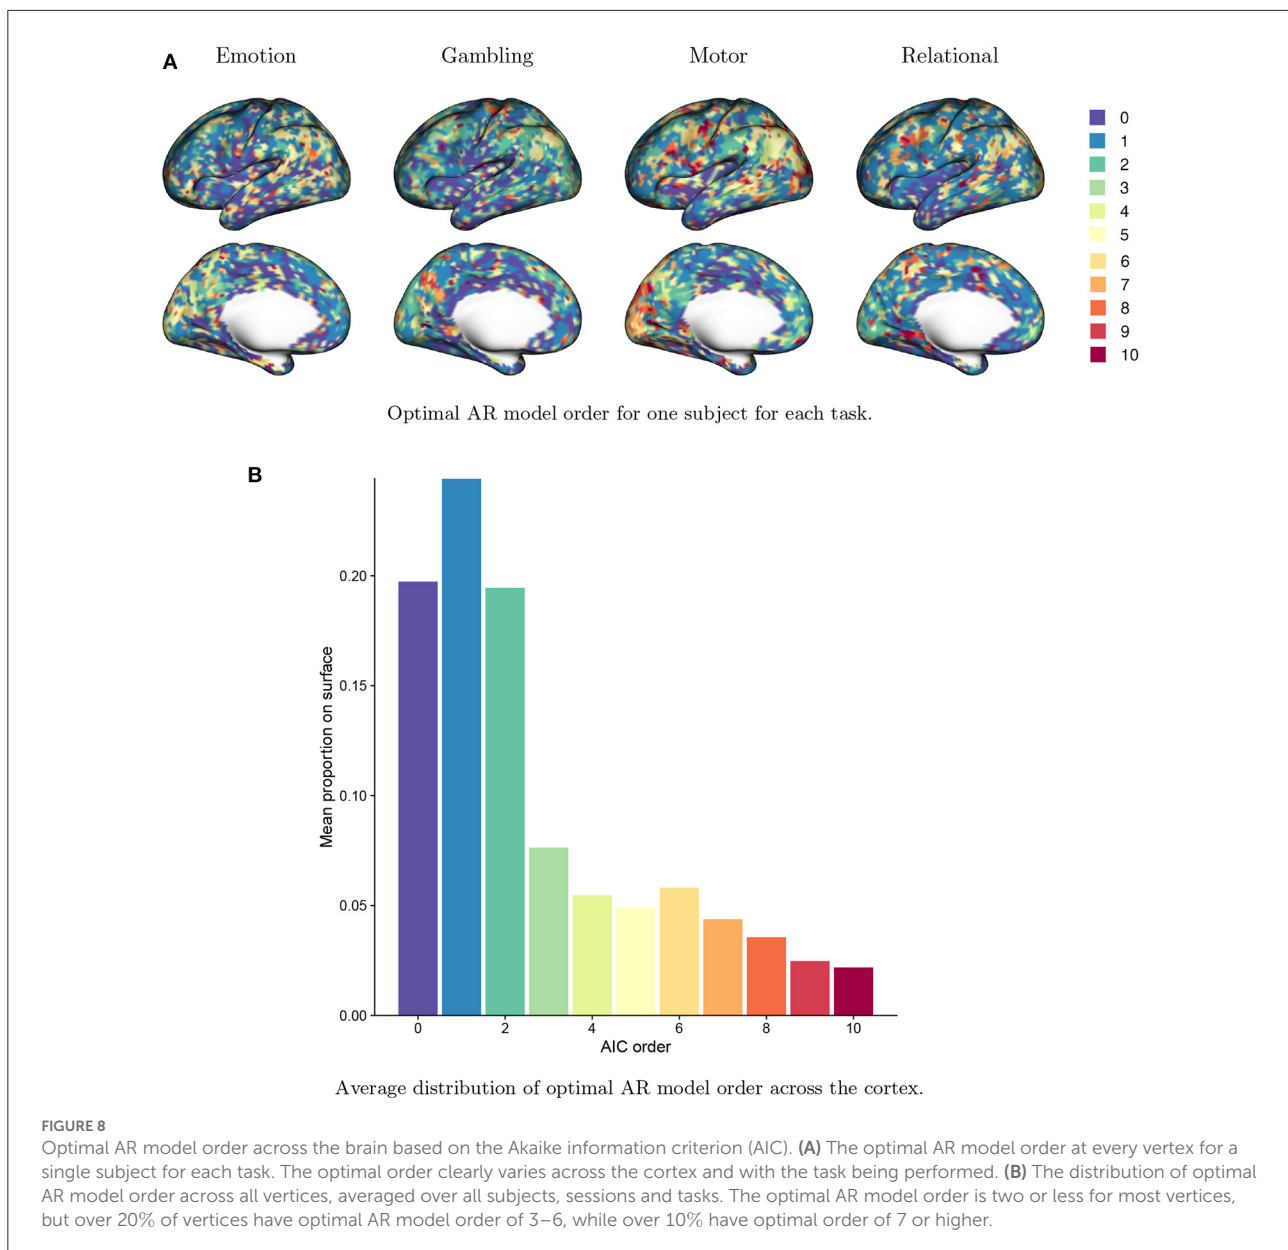 A
Emotion
Gambling
Motor
Relational
0
1
2
3
4
5
6
7
8
9
10
Optimal AR model order for one subject for each task.
B
Mean proportion on surface
0.20
0.15
0.10
0.05
0.00
0 2 4 6 8 10
AIC order
Average distribution of optimal AR model order across the cortex.
FIGURE 8
Optimal AR model order across the brain based on the Akaike information criterion (AIC). (A) The optimal AR model order at every vertex for a
single subject for each task. The optimal order clearly varies across the cortex and with the task being performed. (B) The distribution of optimal
AR model order across all vertices, averaged over all subjects, sessions and tasks. The optimal AR model order is two or less for most vertices,
but over 20% of vertices have optimal AR model order of 3–6, while over 10% have optimal order of 7 or higher.